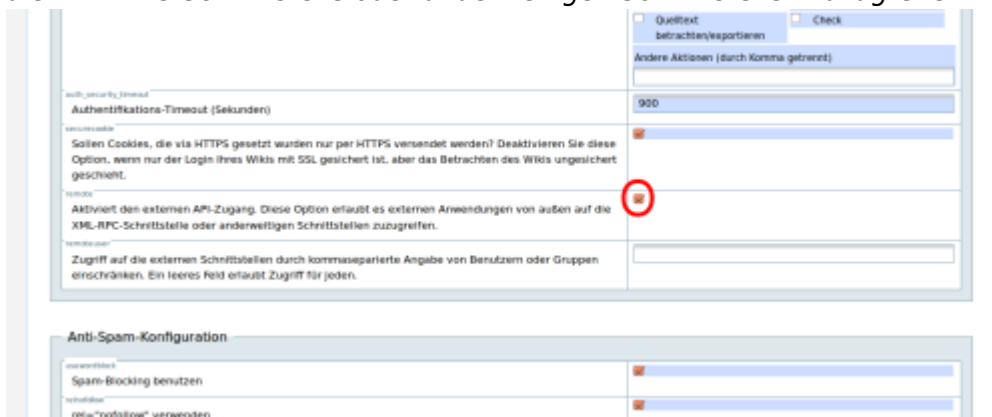 Quelltext
betrachten/exportieren
Check
Andere Aktionen (durch Komma getrennt)
auth_security_timeout
Authentifikations-Timeout (Sekunden)
900
securecookie
Sollen Cookies, die via HTTPS gesetzt wurden nur per HTTPS versendet werden? Deaktivieren Sie diese
Option, wenn nur der Login Ihres Wikis mit SSL gesichert ist, aber das Betrachten des Wikis ungesichert
geschieht.
remote
Aktiviert den externen API-Zugang. Diese Option erlaubt es externen Anwendungen von außen auf die
XML-RPC-Schnittstelle oder anderweitigen Schnittstellen zuzugreifen.
remoteuser
Zugriff auf die externen Schnittstellen durch kommaseparierte Angabe von Benutzern oder Gruppen
einschränken. Ein leeres Feld erlaubt Zugriff für jeden.
Anti-Spam-Konfiguration
usewordblock
Spam-Blocking benutzen
relnofollow
rel="nofollow" verwenden